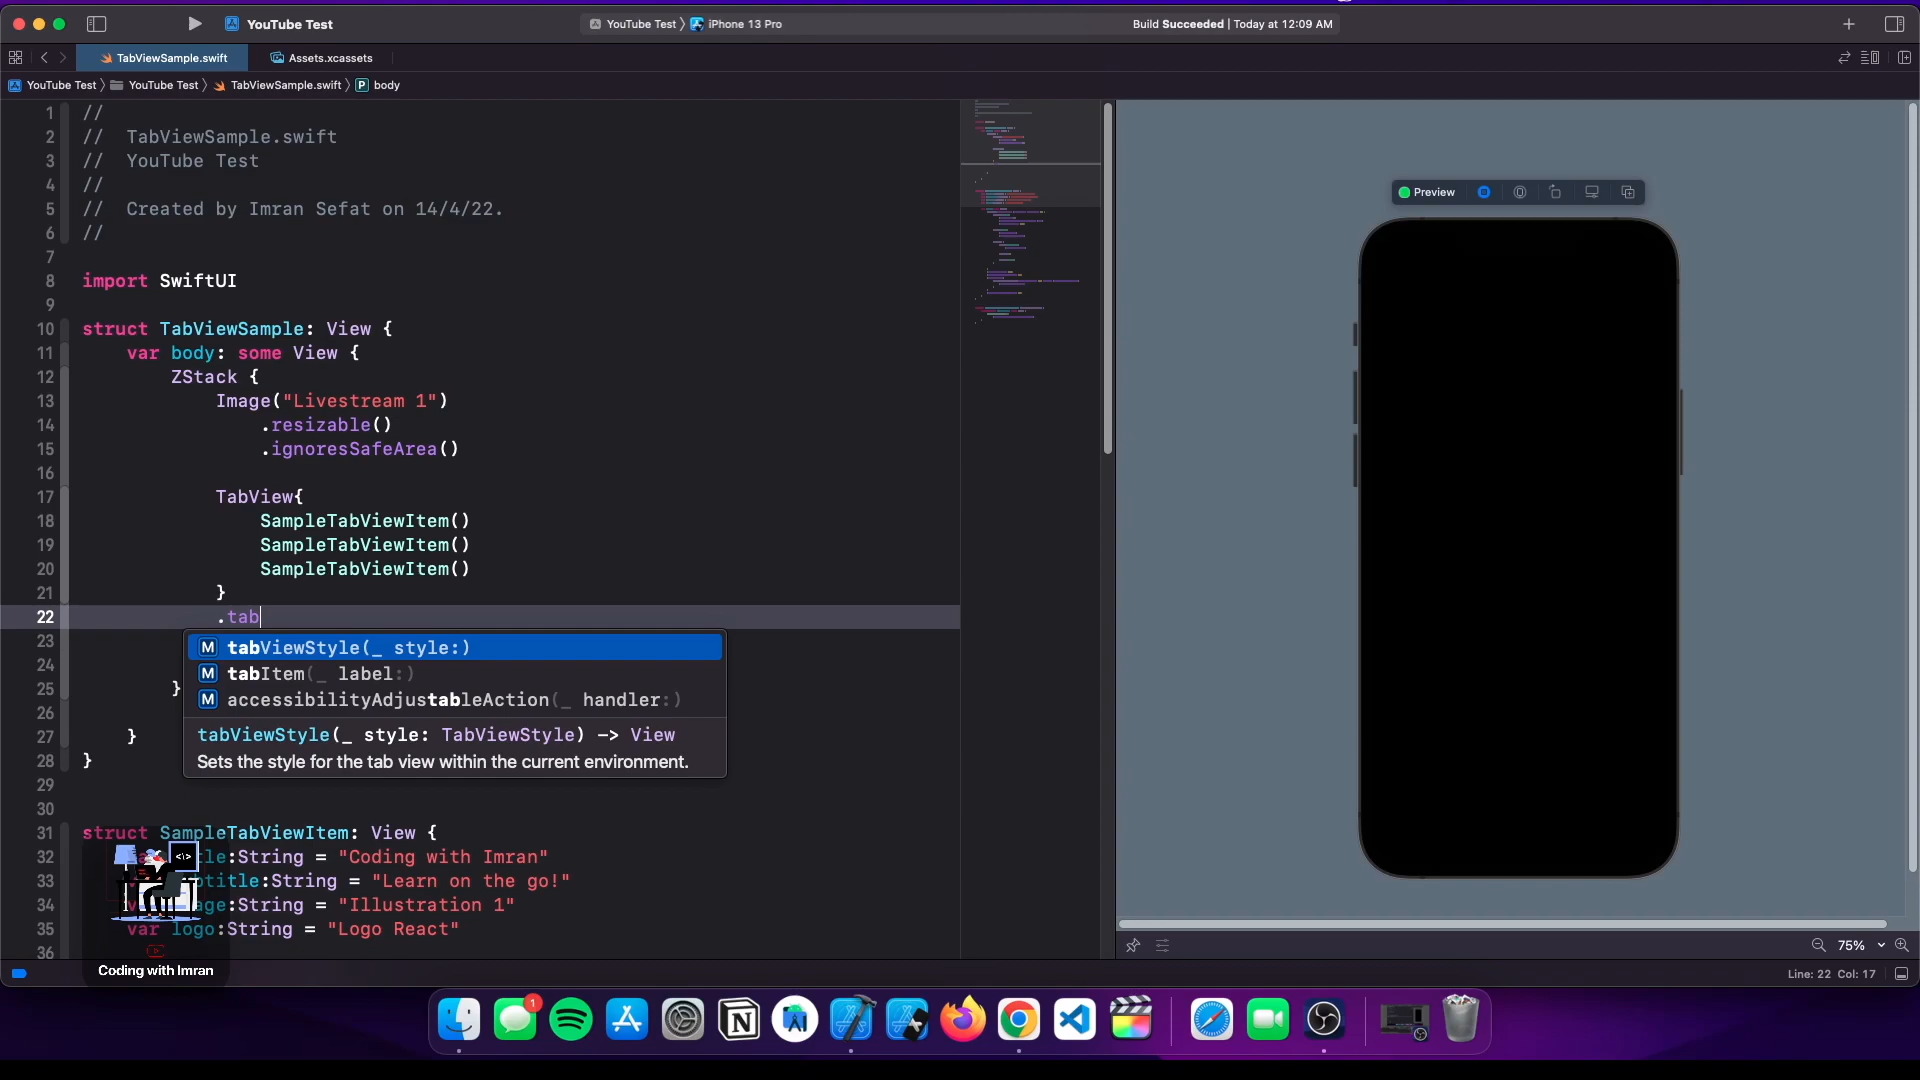 YouTube Test
YouTube Test 〉 iPhone 13 Pro
Build Succeeded | Today at 12:09 AM
TabViewSample.swift
Assets.xcassets
YouTube Test 〉 YouTube Test 〉 TabViewSample.swift 〉 P body
1 //
2 // TabViewSample.swift
3 // YouTube Test
4 //
5 // Created by Imran Sefat on 14/4/22.
6 //
7
8 import SwiftUI
9
10 struct TabViewSample: View {
11 var body: some View {
12 ZStack {
13 Image("Livestream 1")
14 .resizable()
15 .ignoresSafeArea()
16
17 TabView{
18 SampleTabViewItem()
19 SampleTabViewItem()
20 SampleTabViewItem()
21 }
22 .tab
M tabViewStyle(_ style:)
M tabItem(_ label:)
M accessibilityAdjustableAction(_ handler:)
tabViewStyle(_ style: TabViewStyle) -> View
Sets the style for the tab view within the current environment.
23
24
25 }
26
27 }
28 }
29
30
31 struct SampleTabViewItem: View {
32 tle:String = "Coding with Imran"
33 btitle:String = "Learn on the go!"
34 age:String = "Illustration 1"
35 var logo:String = "Logo React"
36
Coding with Imran
Preview
75%
Line: 22 Col: 17
1